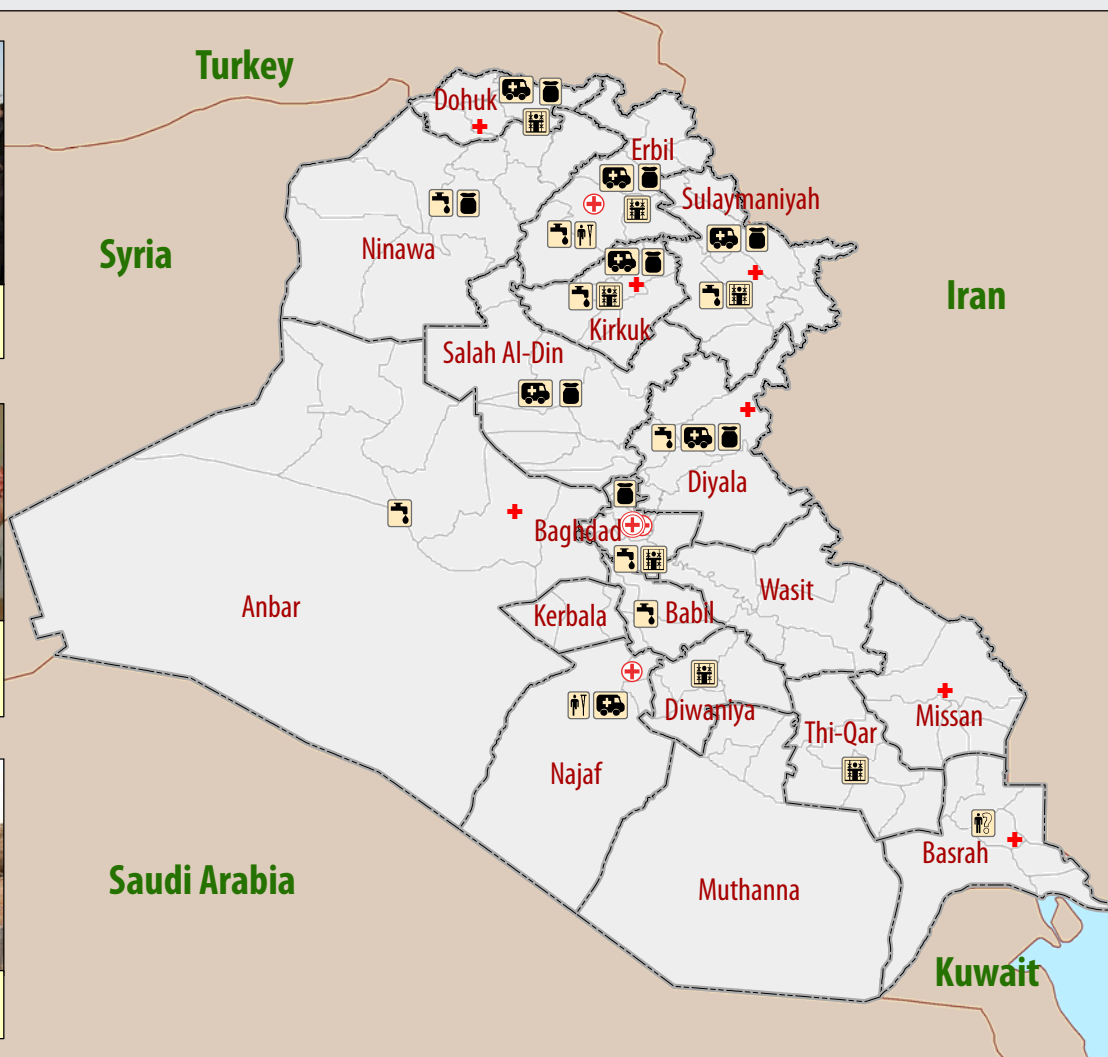 Turkey
Dohuk
Erbil
Sulaymaniyah
Ninawa
Syria
Iran
Kirkuk
Salah Al-Din
Diyala
Baghdad
Wasit
Anbar
Kerbala
Babil
Diwaniya
Missan
Thi-Qar
Najaf
Basrah
Saudi Arabia
Muthanna
Kuwait